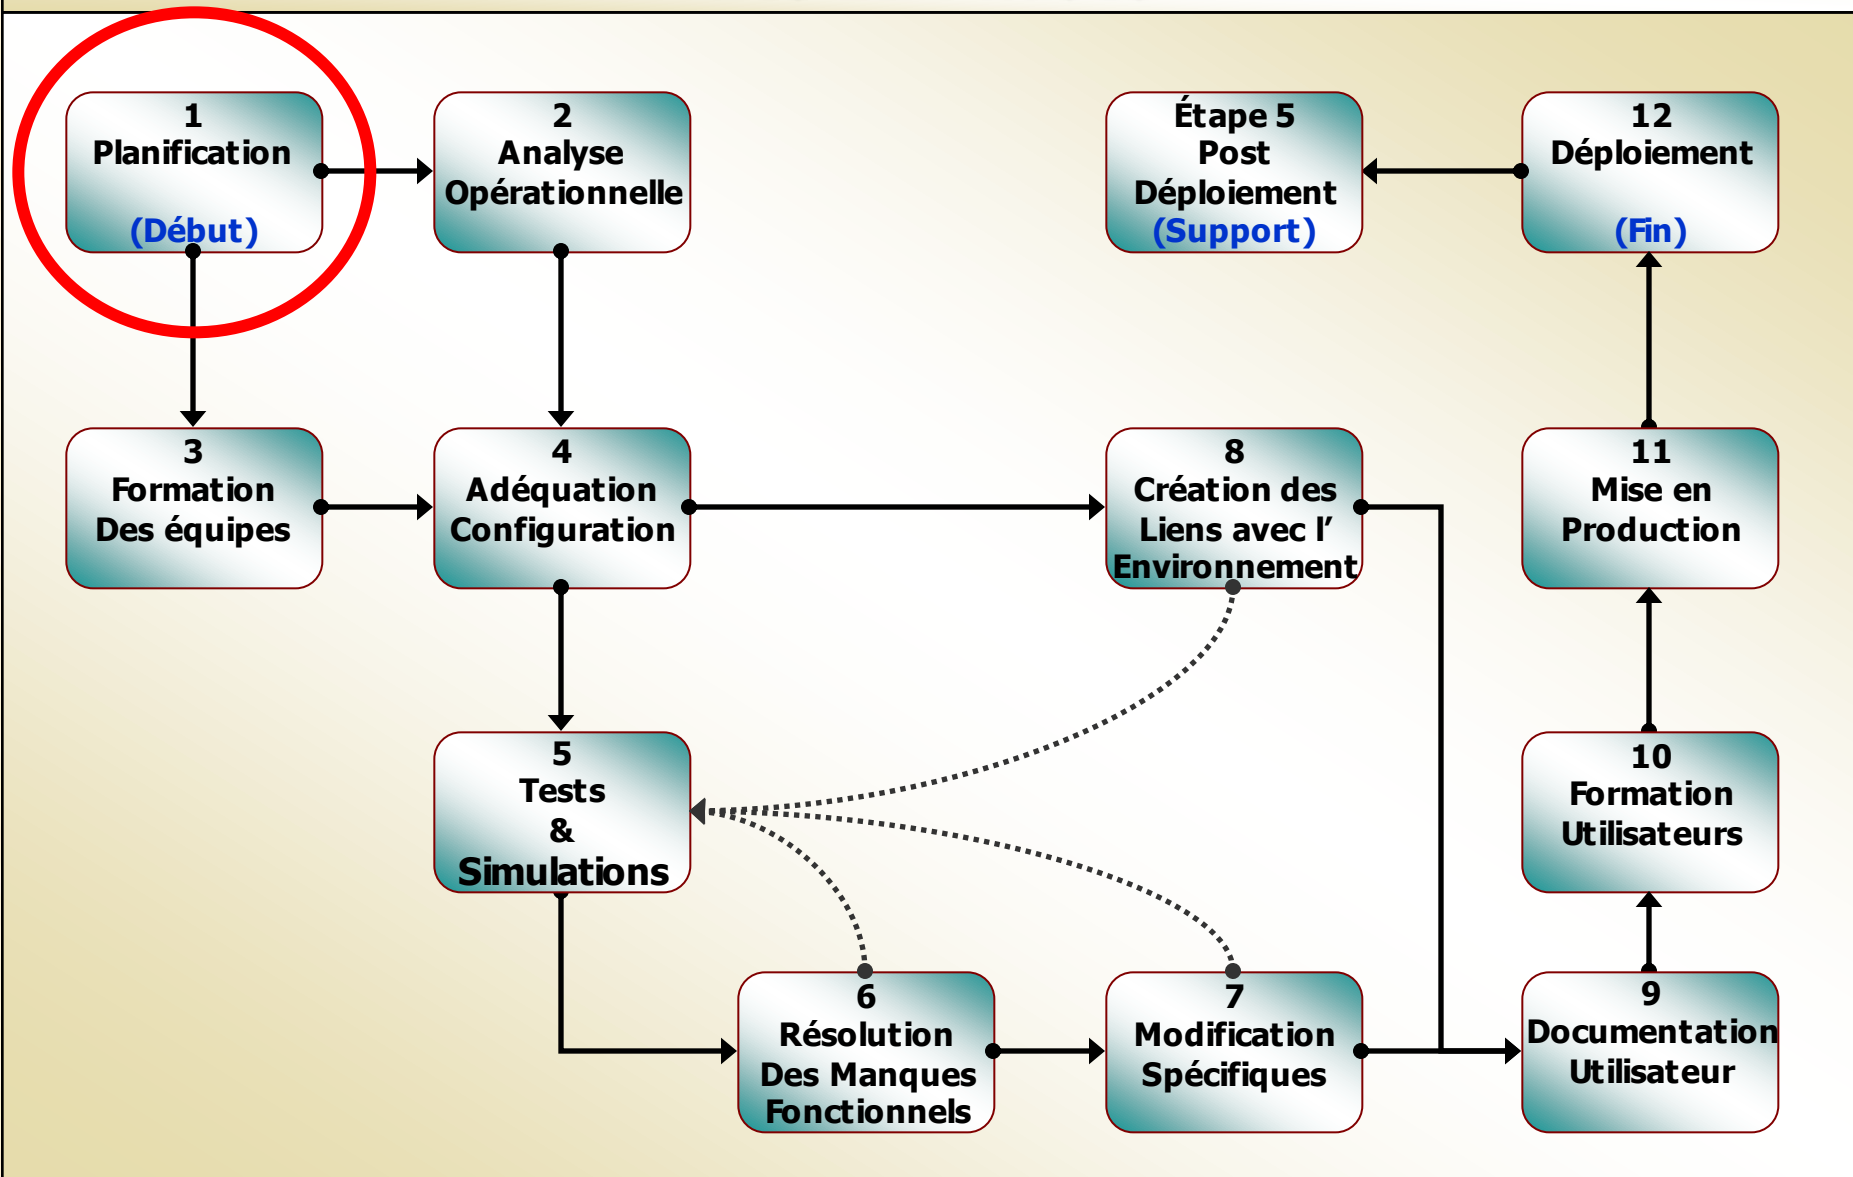 1
Planification
(Début)
2
Analyse
Opérationnelle
Étape 5
Post
Déploiement
(Support)
12
Déploiement
(Fin)
3
Formation
Des équipes
4
Adéquation
Configuration
8
Création des
Liens avec l’
Environnement
11
Mise en
Production
5
Tests
&
Simulations
10
Formation
Utilisateurs
6
Résolution
Des Manques
Fonctionnels
7
Modification
Spécifiques
9
Documentation
Utilisateur